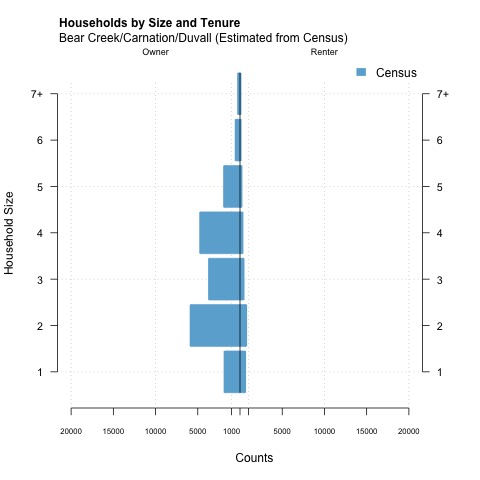 Households by Size and Tenure
Bear Creek/Carnation/Duvall (Estimated from Census)
Owner
Renter
Census
7+
7+
6
6
5
5
4
4
3
3
2
2
1
1
Household Size
20000 15000 10000 5000 1000 5000 10000 15000 20000
Counts